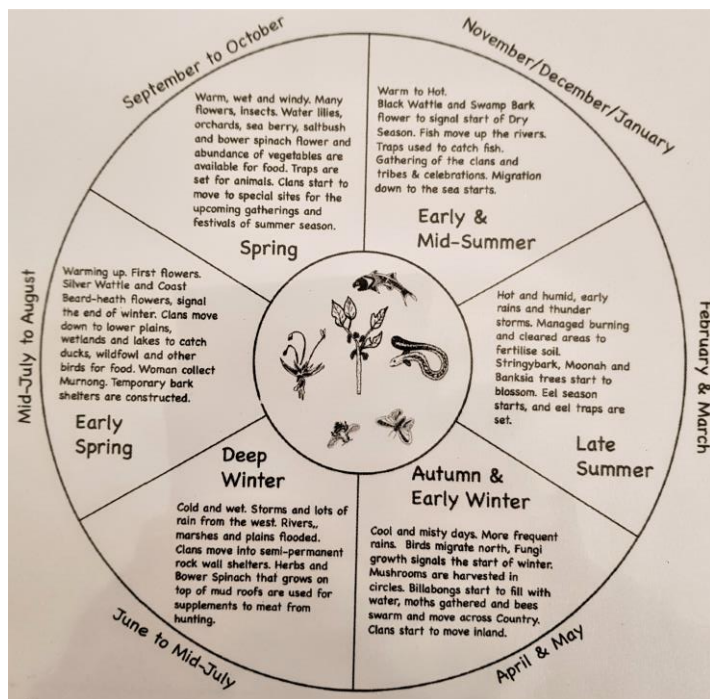 September to October
Warm, wet and windy. Many
flowers, insects. Water lilies,
orchards, sea berry, saltbush
and bower spinach flower and
abundance of vegetables are
available for food. Traps are
set for animals. Clans start to
move to special sites for the
upcoming gatherings and
festivals of summer season.
Spring
November/December/January
Warm to Hot.
Black Wattle and Swamp Bark
flower to signal start of Dry
Season. Fish move up the rivers.
Traps used to catch fish.
Gathering of the clans and
tribes & celebrations. Migration
down to the sea starts.
Early &
Mid-Summer
February & March
Hot and humid, early
rains and thunder
storms. Managed burning
and cleared areas to
fertilise soil.
Stringybark, Moonah and
Banksia trees start to
blossom. Eel season
starts, and eel traps are
set.
Late
Summer
Autumn &
Early Winter
Cool and misty days. More frequent
rains. Birds migrate north, Fungi
growth signals the start of winter.
Mushrooms are harvested in
circles. Billabongs start to fill with
water, moths gathered and bees
swarm and move across Country.
Clans start to move inland.
April & May
Deep
Winter
Cold and wet. Storms and lots of
rain from the west. Rivers,,
marshes and plains flooded.
Clans move into semi-permanent
rock wall shelters. Herbs and
Bower Spinach that grows on
top of mud roofs are used for
supplements to meat from
hunting.
June to Mid-July
Mid-July to August
Warming up. First flowers.
Silver Wattle and Coast
Beard-heath flowers, signal
the end of winter. Clans move
down to lower plains,
wetlands and lakes to catch
ducks, wildfowl and other
birds for food. Woman collect
Murnong. Temporary bark
shelters are constructed.
Early
Spring